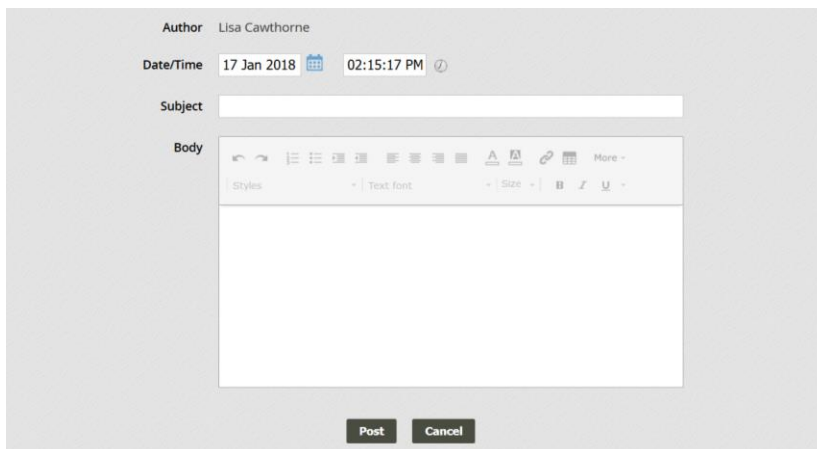 Author Lisa Cawthorne
Date/Time 17 Jan 2018 02:15:17 PM
Subject
Body
A A More
Styles Text font Size B I U
Post Cancel